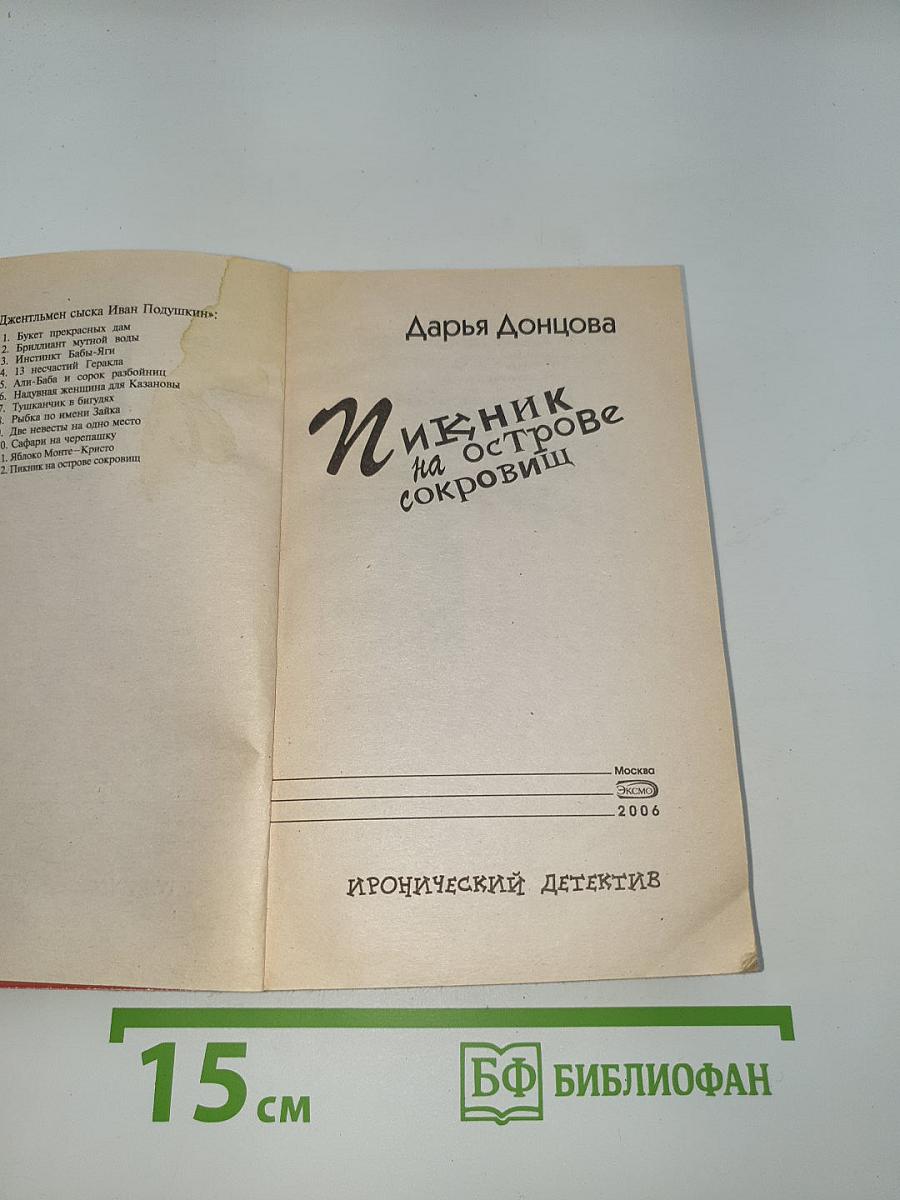 Джентльмен сыска Иван Подушкин»:
1. Букет прекрасных дам
2. Бриллиант мутной воды
3. Инстинкт Бабы-Яги
4. 13 несчастий Геракла
5. Али-Баба и сорок разбойниц
6. Надувная женщина для Казановы
7. Тушканчик в бигудях
8. Рыбка по имени Зайка
. Две невесты на одно место
0. Сафари на черепашку
1. Яблоко Монте-Кристо
2. Пикник на острове сокровищ
Дарья Донцова
Пикник
на острове
сокровищ
Москва
ЭКСМО
2006
ИРОНИЧЕСКИЙ ДЕТЕКТИВ
15 см
БФ БИБЛИОФАН